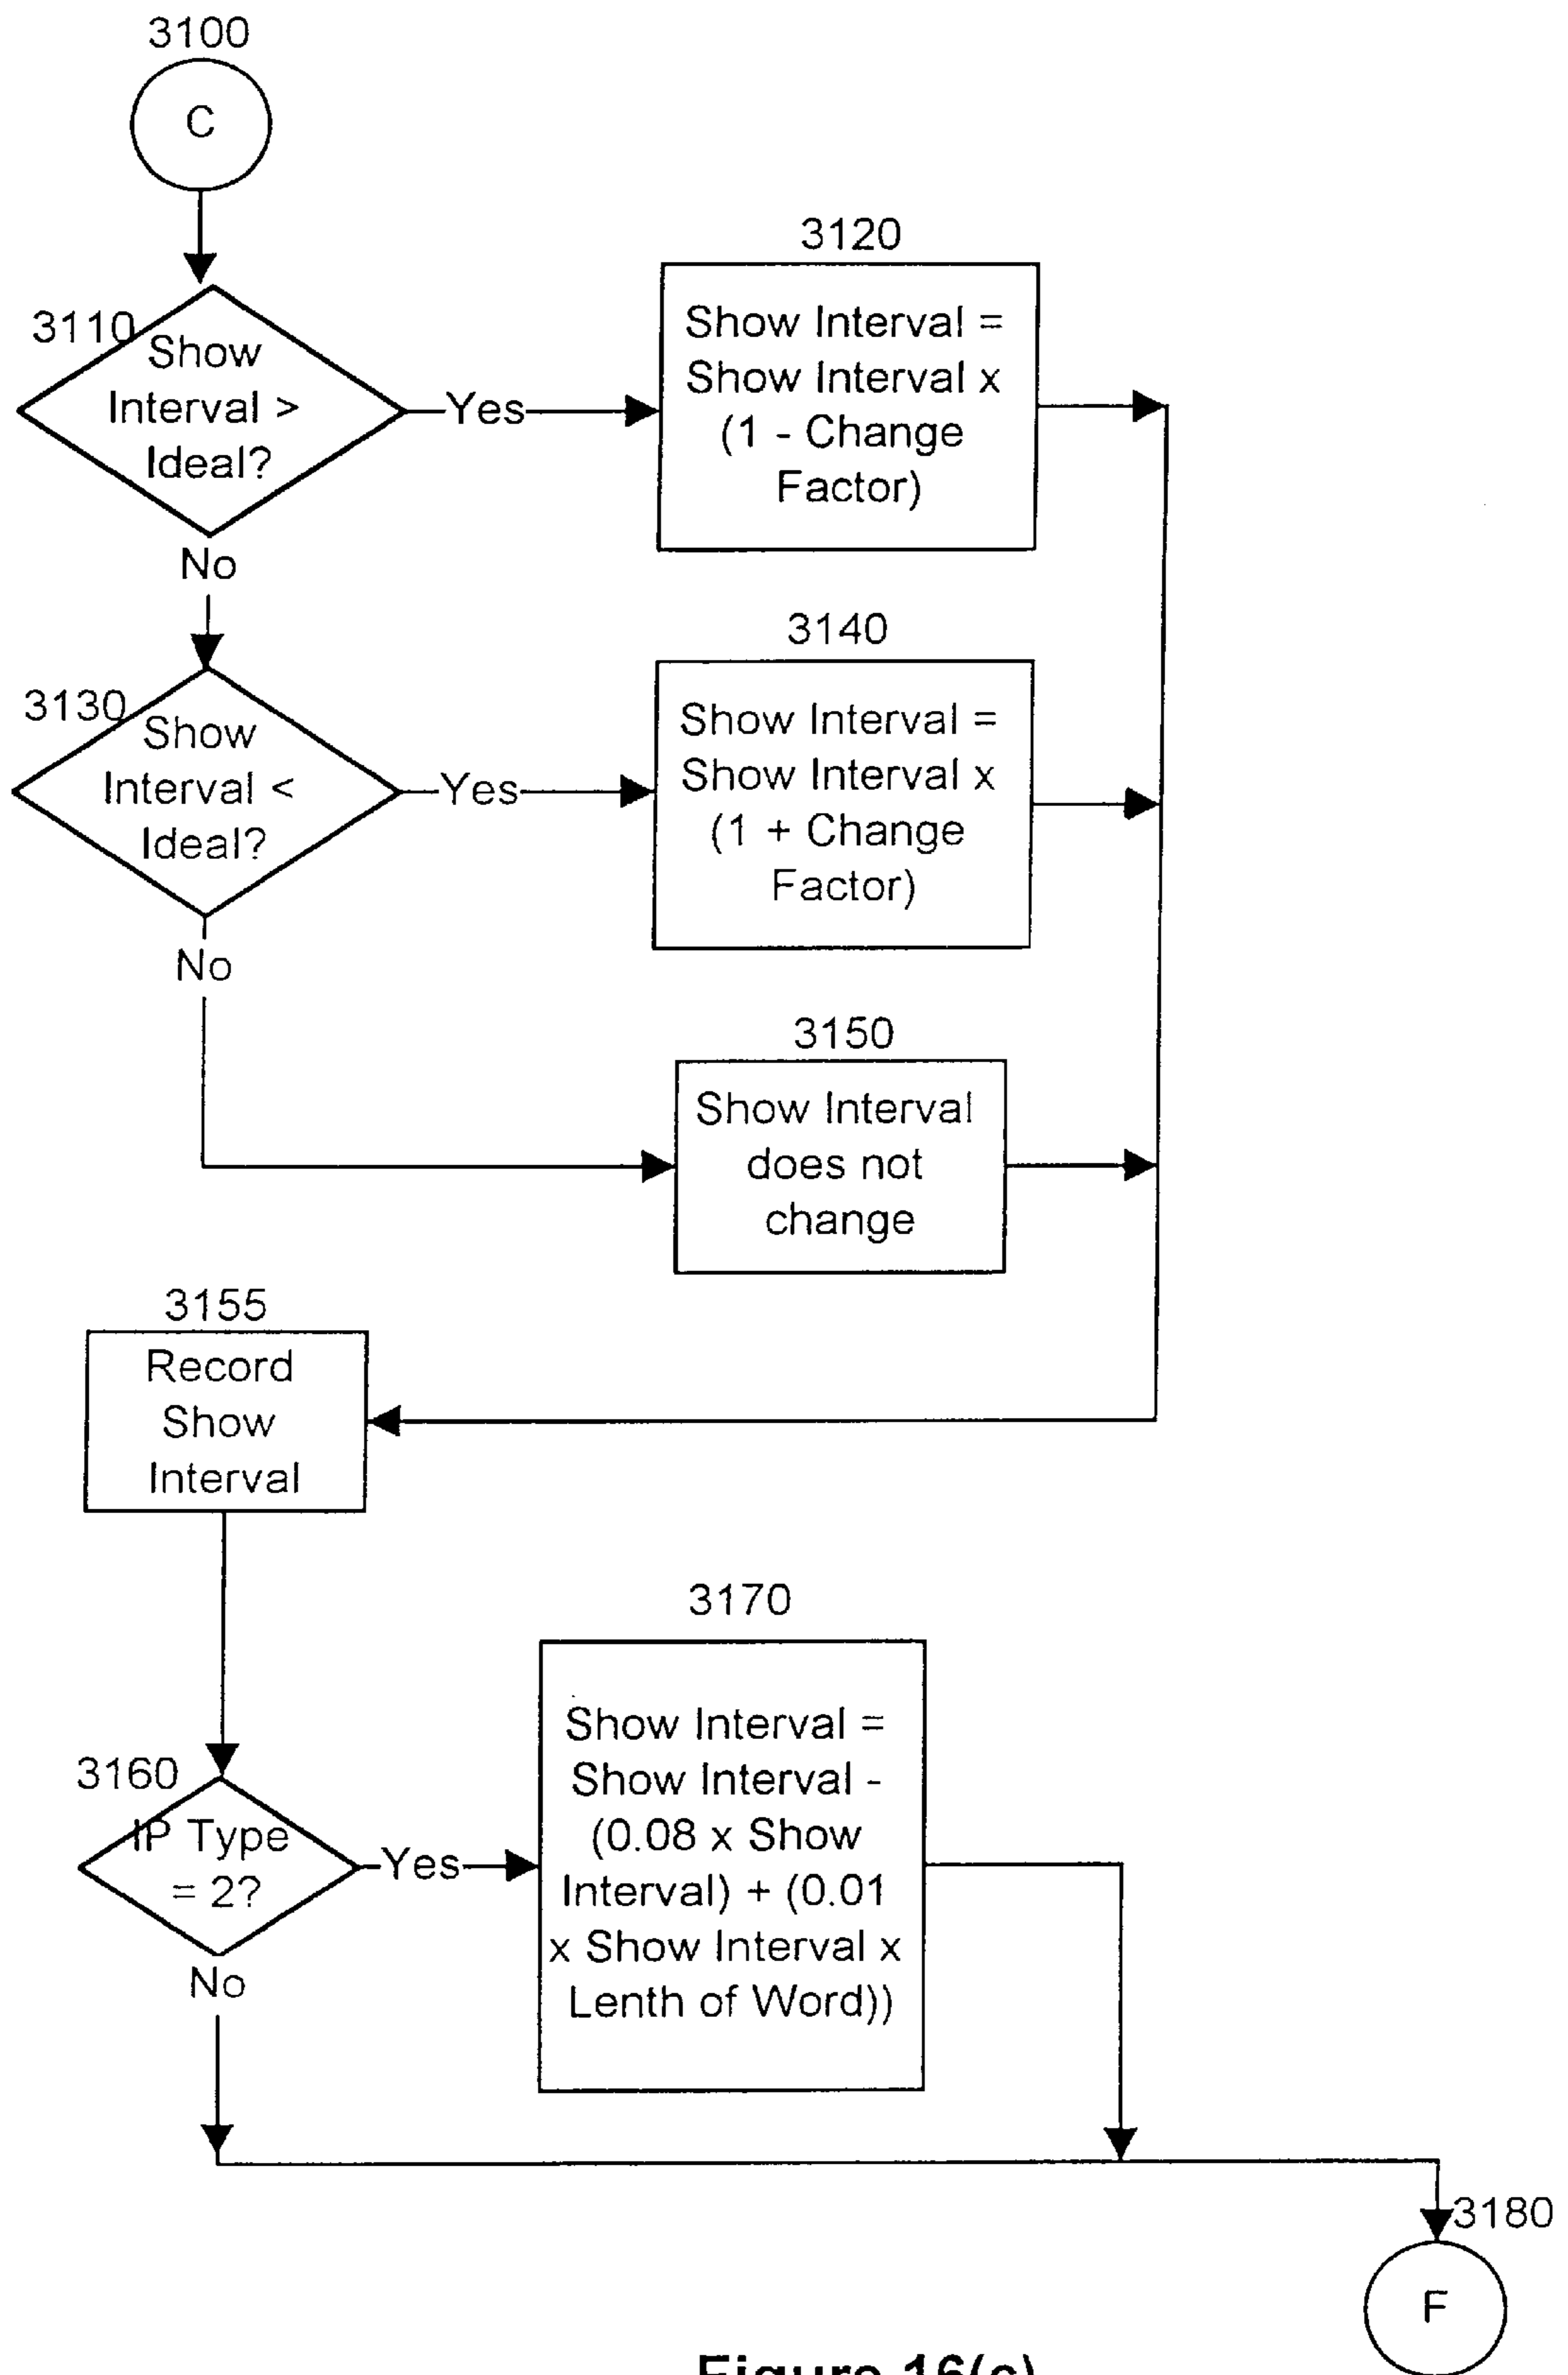 3100
C
3110
Show
Interval >
Ideal?
Yes
3120
Show Interval =
Show Interval x
(1 - Change
Factor)
No
3130
Show
Interval <
Ideal?
Yes
3140
Show Interval =
Show Interval x
(1 + Change
Factor)
No
3150
Show Interval
does not
change
3155
Record
Show
Interval
3160
IP Type
= 2?
Yes
3170
Show Interval =
Show Interval -
(0.08 x Show
Interval) + (0.01
x Show Interval x
Lenth of Word))
No
3180
F
Figure 16(c)